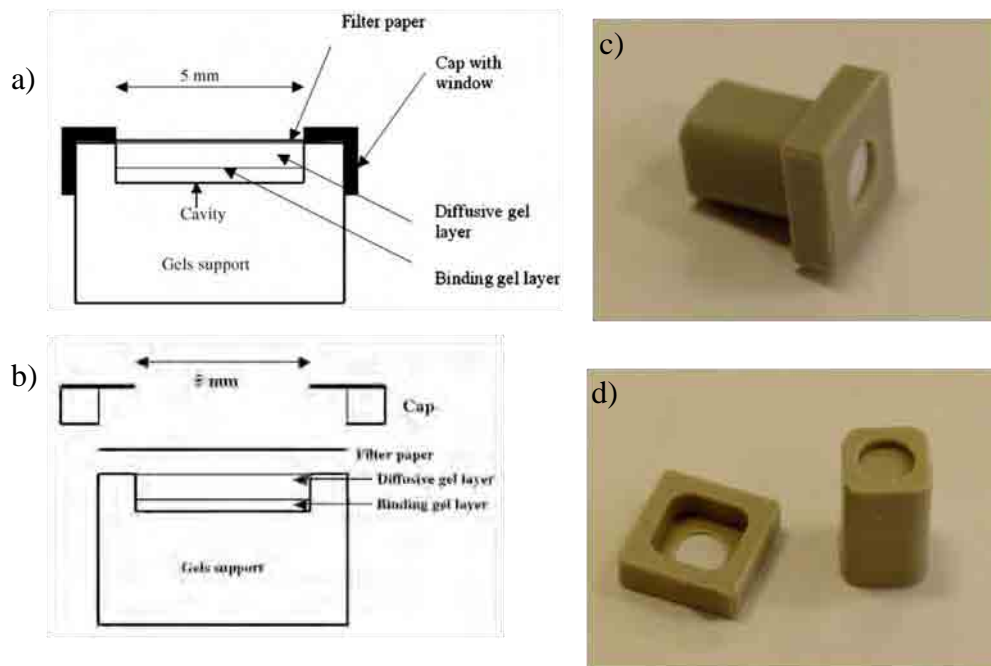 a)
Filter paper
5 mm
Cap with
window
Cavity
Diffusive gel
layer
Gels support
Binding gel layer
b)
mm
Cap
Filter paper
Diffusive gel layer
Binding gel layer
Gels support
c)
d)